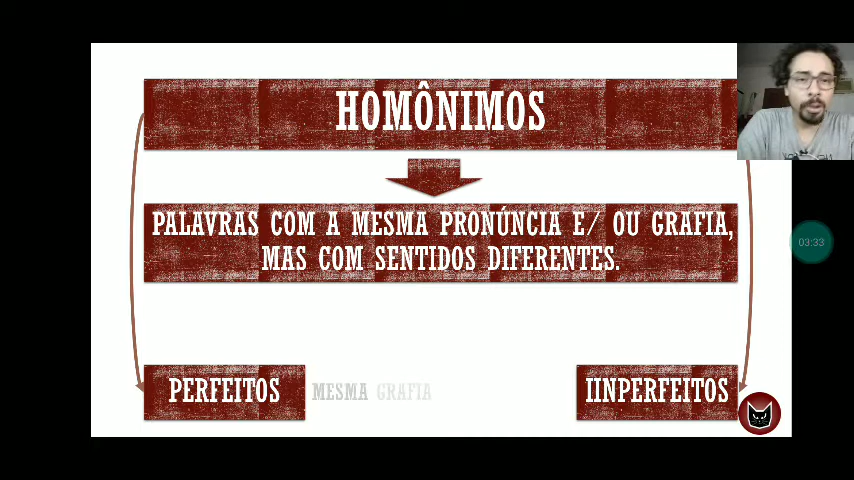 HOMÔNIMOS
PALAVRAS COM A MESMA PRONÚNCIA E/ OU GRAFIA,
MAS COM SENTIDOS DIFERENTES.
03:33
PERFEITOS
MESMA GRAFIA
IINPERFEITOS